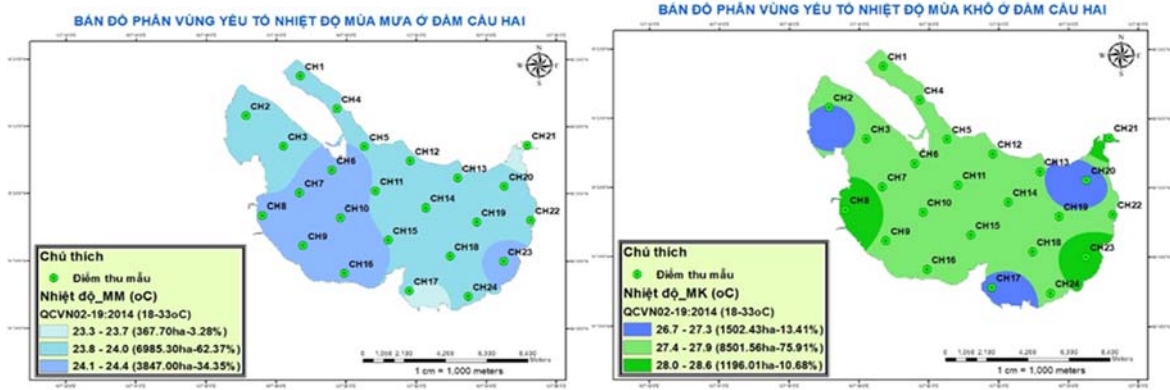 BẢN ĐỒ PHÂN VÙNG YẾU TỐ NHIỆT ĐỘ MÙA MƯA Ở ĐẦM CẦU HAI
N
CH1
CH2
CH4
CH3
CH5
CH21
CH12
CH6
CH13
CH7
CH11
CH20
CH8
CH14
CH10
CH19
CH22
CH9
CH15
CH18
CH23
CH16
CH17
CH24
Chú thích
Điểm thu mẫu
Nhiệt độ_MM (oC)
QCVN02-19:2014 (18-33oC)
23.3 - 23.7 (367.70ha-3.28%)
23.8 - 24.0 (6985.30ha-62.37%)
24.1 - 24.4 (3847.00ha-34.35%)
Meters
1 cm = 1,000 meters
BẢN ĐỒ PHÂN VÙNG YẾU TỐ NHIỆT ĐỘ MÙA KHÔ Ở ĐẦM CẦU HAI
N
CH1
CH2
CH4
CH3
CH5
CH21
CH12
CH6
CH13
CH7
CH11
CH20
CH8
CH14
CH10
CH19
CH22
CH9
CH15
CH18
CH23
CH16
CH17
CH24
Chú thích
Điểm thu mẫu
Nhiệt độ_MK (oC)
QCVN02-19:2014 (18-33oC)
26.7 - 27.3 (1502.43ha-13.41%)
27.4 - 27.9 (8501.56ha-75.91%)
28.0 - 28.6 (1196.01ha-10.68%)
Meters
1 cm = 1,000 meters